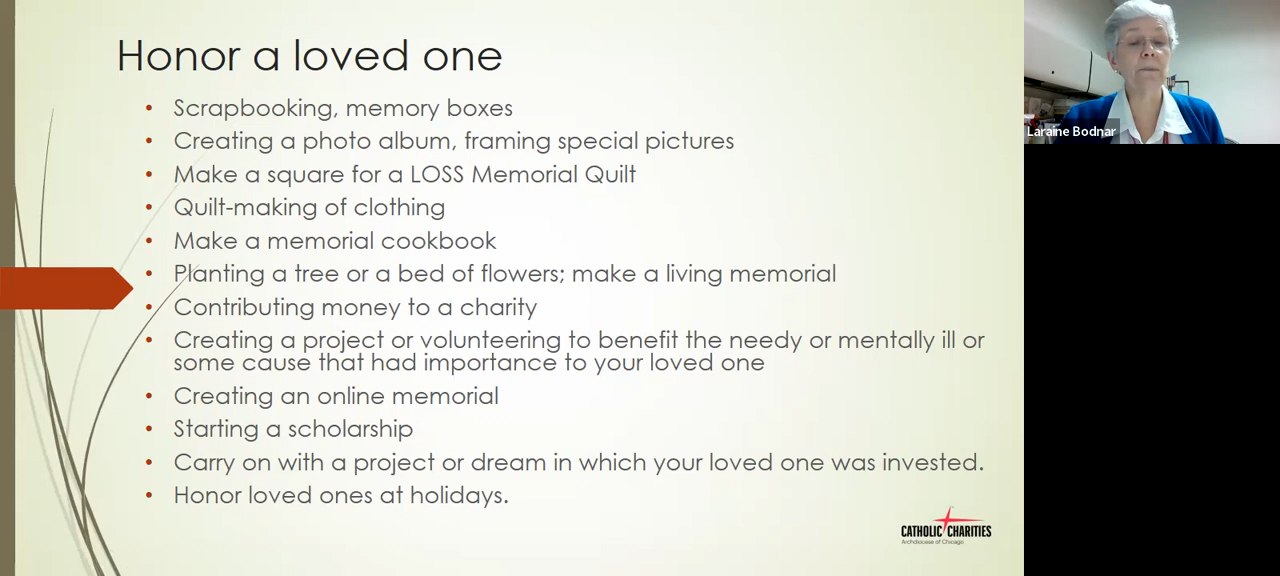 Honor a loved one
• Scrapbooking, memory boxes
• Creating a photo album, framing special pictures
• Make a square for a LOSS Memorial Quilt
• Quilt-making of clothing
• Make a memorial cookbook
• Planting a tree or a bed of flowers; make a living memorial
• Contributing money to a charity
• Creating a project or volunteering to benefit the needy or mentally ill or
some cause that had importance to your loved one
• Creating an online memorial
• Starting a scholarship
• Carry on with a project or dream in which your loved one was invested.
• Honor loved ones at holidays.
CATHOLIC CHARITIES
Archdiocese of Chicago
Laraine Bodnar